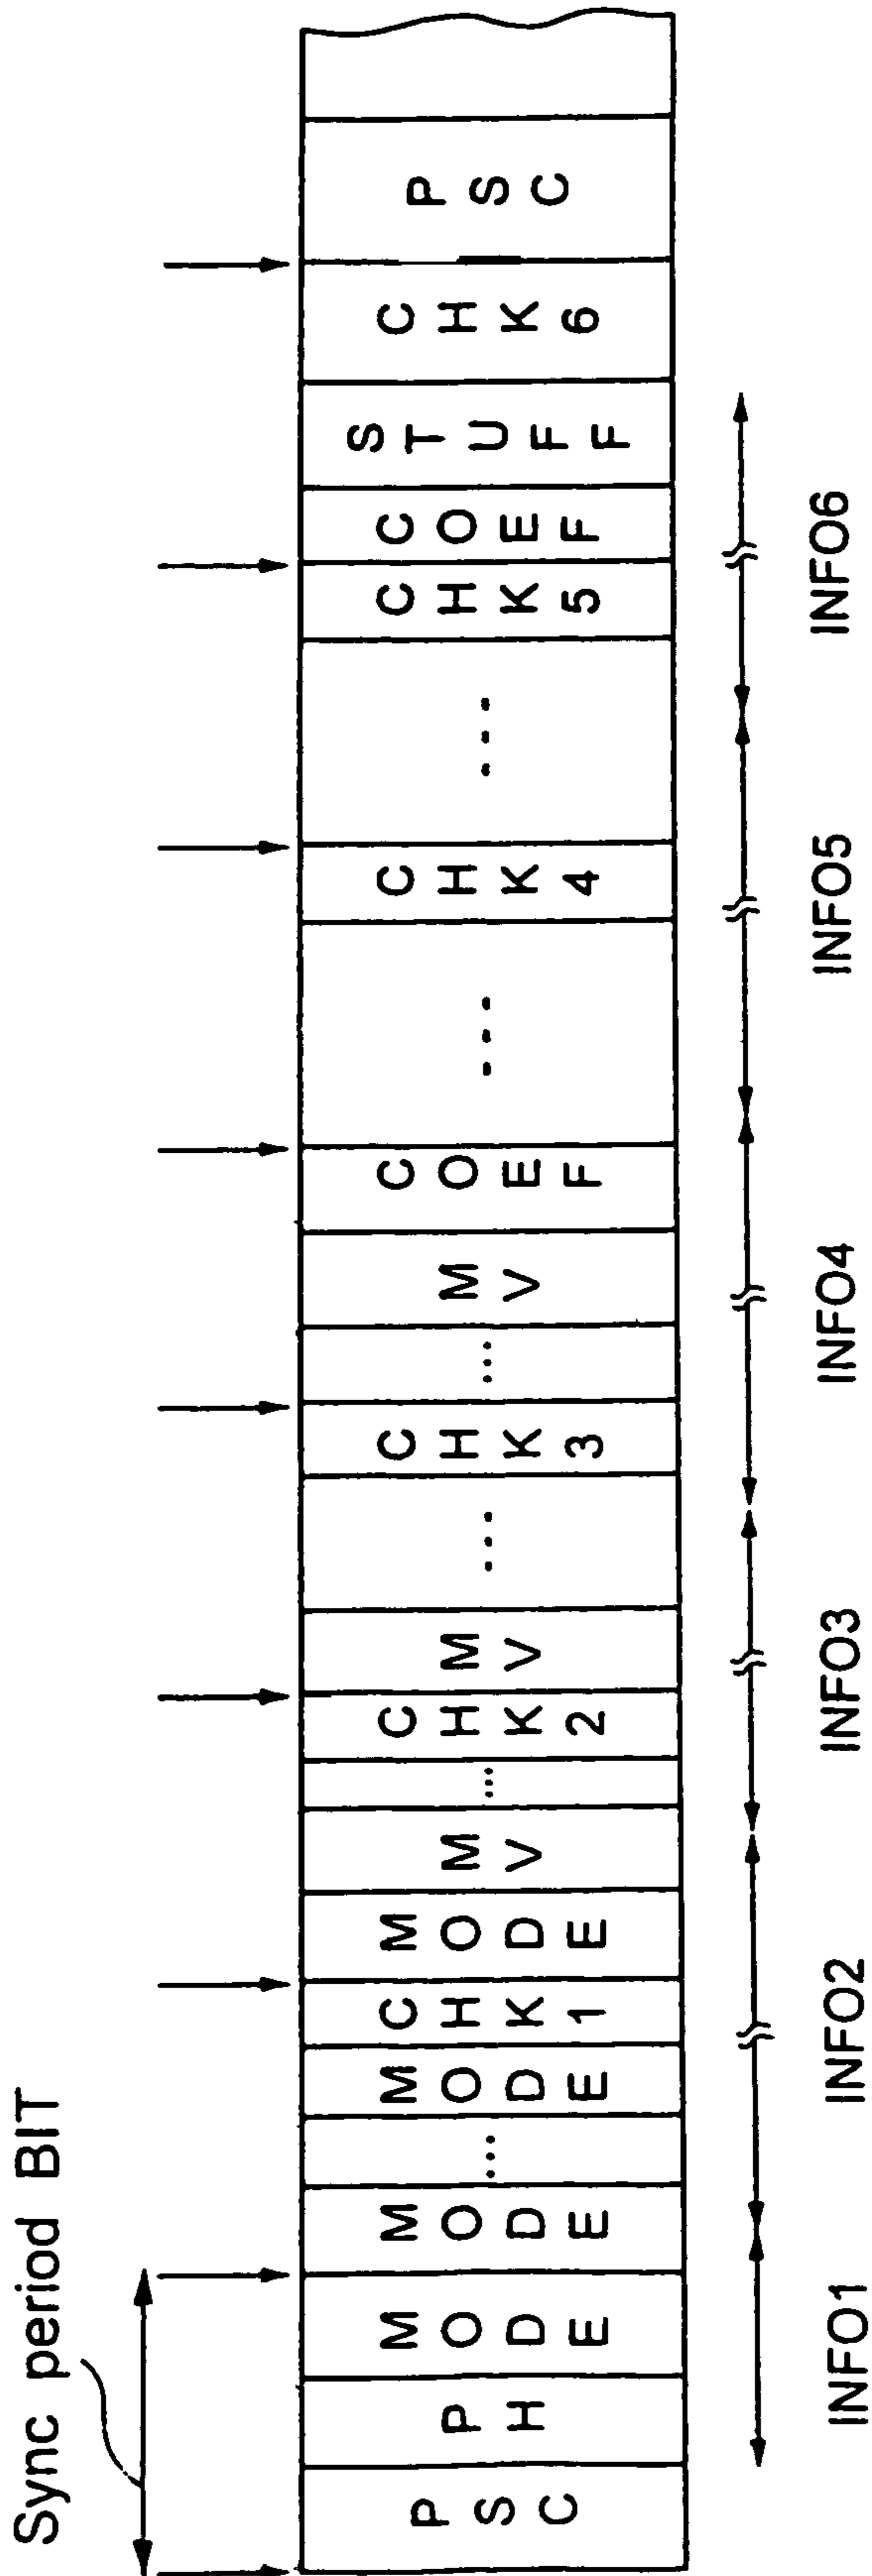 Sync period BIT
PSC
PH
MODE
MODE
...
MODE
CHK1
MODE
MV
...
CHK2
MV
...
CHK3
...
MV
COEF
...
CHK4
...
CHK5
COEF
STUFF
CHK6
PSC
INFO1
INFO2
INFO3
INFO4
INFO5
INFO6